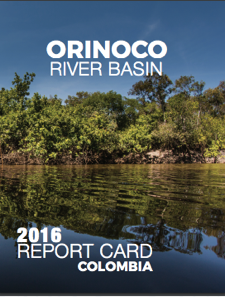 ORINOCO
RIVER BASIN
2016
REPORT CARD
COLOMBIA